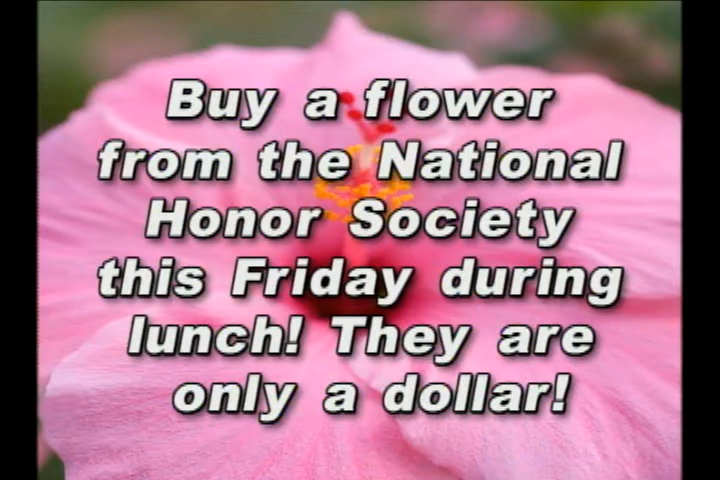 Buy a flower
from the National
Honor Society
this Friday during
lunch! They are
only a dollar!